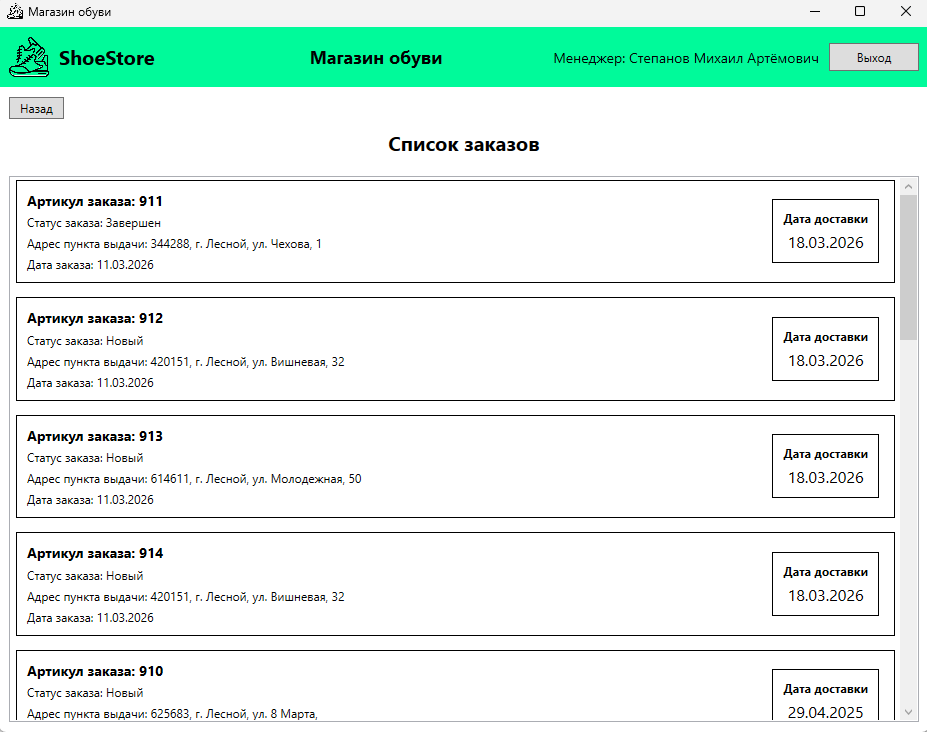 Магазин обуви
ShoeStore
Магазин обуви
Менеджер: Степанов Михаил Артёмович
Выход
Назад
Список заказов
Артикул заказа: 911
Статус заказа: Завершен
Адрес пункта выдачи: 344288, г. Лесной, ул. Чехова, 1
Дата заказа: 11.03.2026
Дата доставки
18.03.2026
Артикул заказа: 912
Статус заказа: Новый
Адрес пункта выдачи: 420151, г. Лесной, ул. Вишневая, 32
Дата заказа: 11.03.2026
Дата доставки
18.03.2026
Артикул заказа: 913
Статус заказа: Новый
Адрес пункта выдачи: 614611, г. Лесной, ул. Молодежная, 50
Дата заказа: 11.03.2026
Дата доставки
18.03.2026
Артикул заказа: 914
Статус заказа: Новый
Адрес пункта выдачи: 420151, г. Лесной, ул. Вишневая, 32
Дата заказа: 11.03.2026
Дата доставки
18.03.2026
Артикул заказа: 910
Статус заказа: Новый
Адрес пункта выдачи: 625683, г. Лесной, ул. 8 Марта,
Дата доставки
29.04.2025